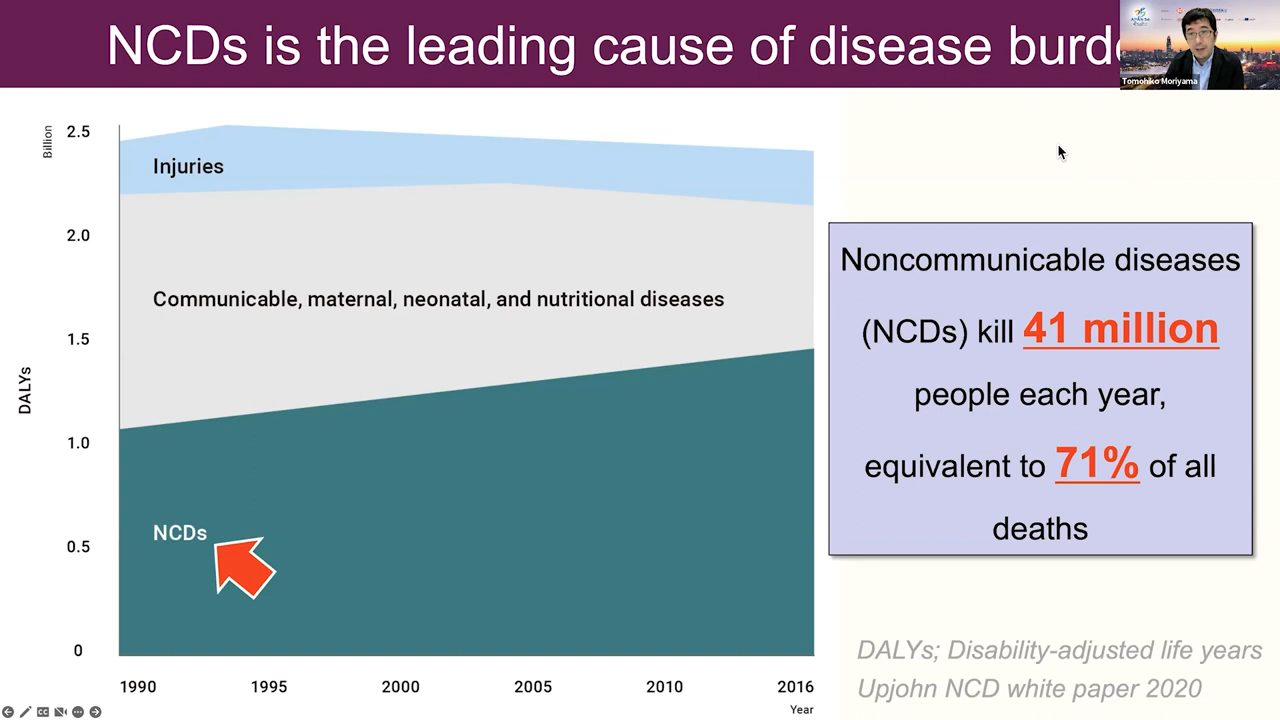 NCDs is the leading cause of disease burd
Tomohiko Moriyama
Billion
2.5
2.0
1.5
1.0
0.5
0
DALYs
Injuries
Communicable, maternal, neonatal, and nutritional diseases
NCDs
1990 1995 2000 2005 2010 2016
Year
Noncommunicable diseases
(NCDs) kill 41 million
people each year,
equivalent to 71% of all
deaths
DALYs; Disability-adjusted life years
Upjohn NCD white paper 2020